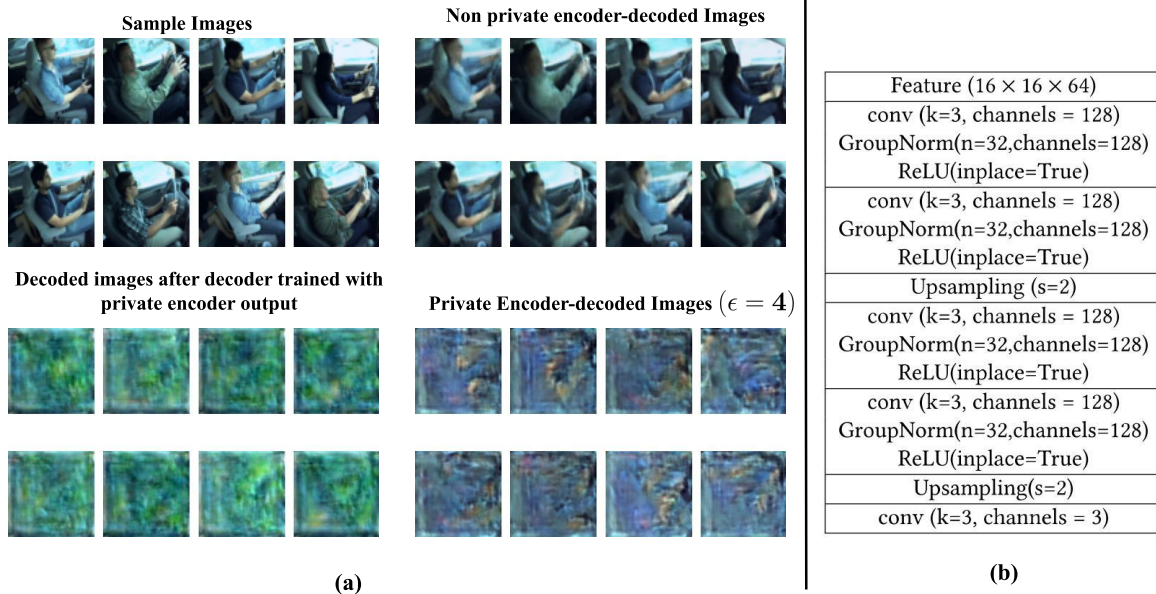 Sample Images
Non private encoder-decoded Images
Decoded images after decoder trained with
private encoder output
Private Encoder-decoded Images (ϵ = 4)
(a)
Feature (16 × 16 × 64)
conv (k=3, channels = 128)
GroupNorm(n=32,channels=128)
ReLU(inplace=True)
conv (k=3, channels = 128)
GroupNorm(n=32,channels=128)
ReLU(inplace=True)
Upsampling (s=2)
conv (k=3, channels = 128)
GroupNorm(n=32,channels=128)
ReLU(inplace=True)
conv (k=3, channels = 128)
GroupNorm(n=32,channels=128)
ReLU(inplace=True)
Upsampling(s=2)
conv (k=3, channels = 3)
(b)